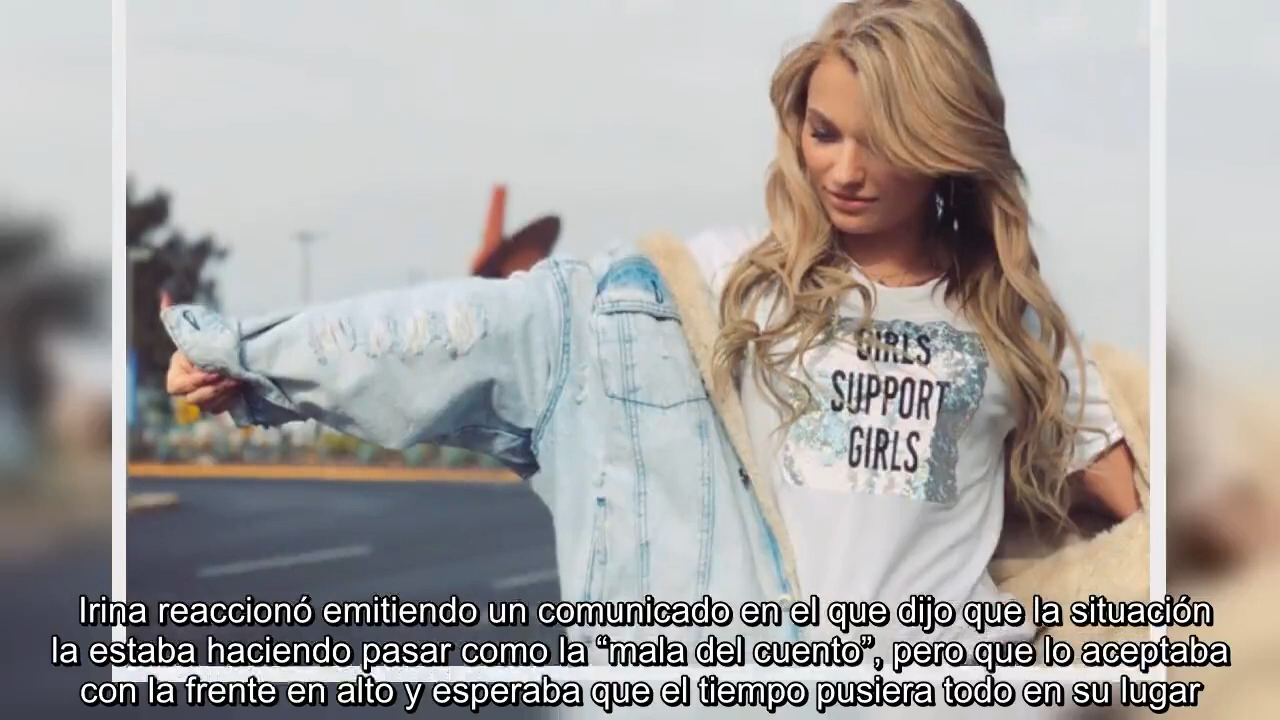 GIRLS
SUPPORT
GIRLS
Irina reaccionó emitiendo un comunicado en el que dijo que la situación
la estaba haciendo pasar como la “mala del cuento”, pero que lo aceptaba
con la frente en alto y esperaba que el tiempo pusiera todo en su lugar